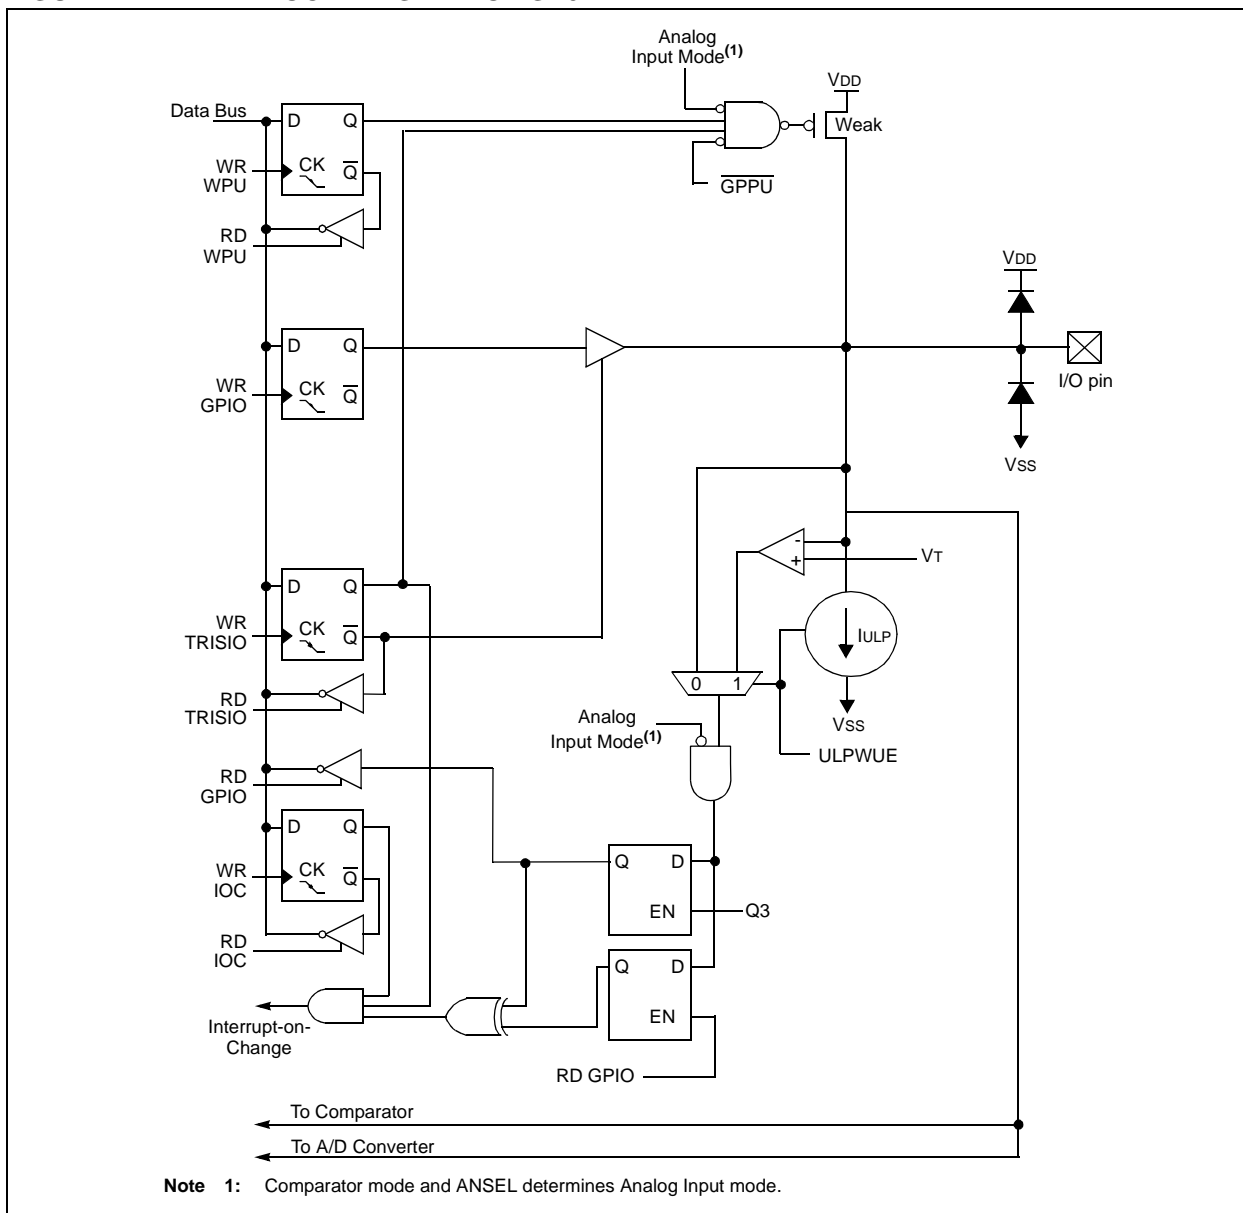 Analog
Input Mode(1)
VDD
Data Bus
D Q
Weak
WR
WPU
CK
Q
GPPU
RD
WPU
VDD
D Q
I/O pin
WR
GPIO
CK
Q
VSS
-
+
VT
D Q
WR
TRISIO
CK
Q
IULP
0 1
RD
TRISIO
VSS
Analog
Input Mode(1)
ULPWUE
RD
GPIO
D Q
Q D
WR
IOC
CK
Q
EN
Q3
RD
IOC
Q D
EN
Interrupt-on-
Change
RD GPIO
To Comparator
To A/D Converter
Note 1: Comparator mode and ANSEL determines Analog Input mode.